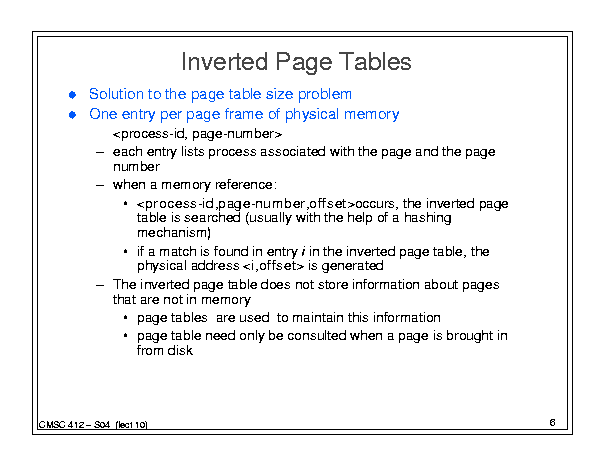 Inverted Page Tables
● Solution to the page table size problem
● One entry per page frame of physical memory
<process-id, page-number>
– each entry lists process associated with the page and the page
number
– when a memory reference:
• <process-id,page-number,offset>occurs, the inverted page
table is searched (usually with the help of a hashing
mechanism)
• if a match is found in entry i in the inverted page table, the
physical address <i,offset> is generated
– The inverted page table does not store information about pages
that are not in memory
• page tables are used to maintain this information
• page table need only be consulted when a page is brought in
from disk
CMSC 412 – S04 (lect 10)
6